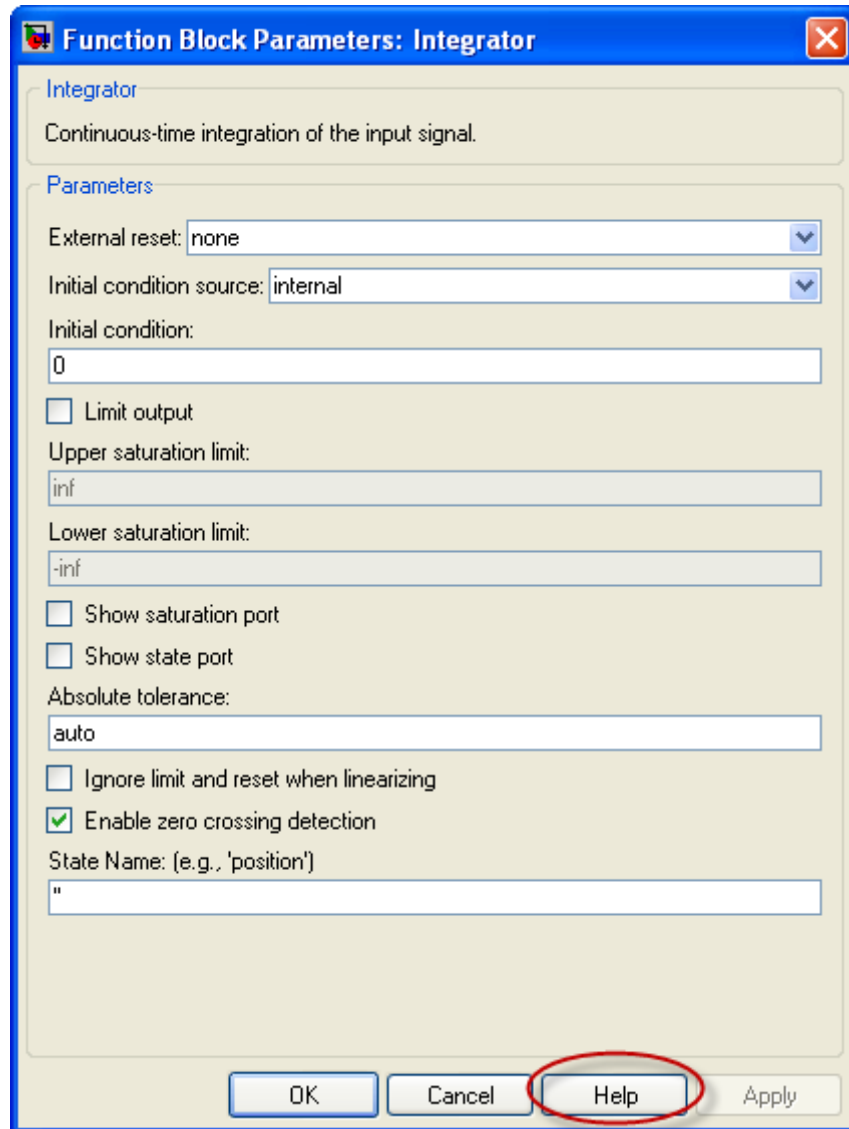 Function Block Parameters: Integrator
Integrator
Continuous-time integration of the input signal.
Parameters
External reset: none
Initial condition source: internal
Initial condition:
0
Limit output
Upper saturation limit:
inf
Lower saturation limit:
-inf
Show saturation port
Show state port
Absolute tolerance:
auto
Ignore limit and reset when linearizing
Enable zero crossing detection
State Name: (e.g., 'position')
''
OK Cancel Help Apply